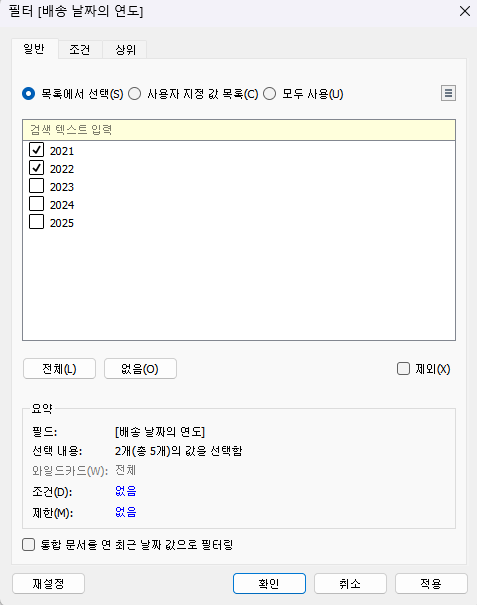 필터 [배송 날짜의 연도]
일반 조건 상위
목록에서 선택(S) 사용자 지정 값 목록(C) 모두 사용(U)
검색 텍스트 입력
2021
2022
2023
2024
2025
전체(L) 없음(O) 제외(X)
요약
필드: [배송 날짜의 연도]
선택 내용: 2개(총 5개)의 값을 선택함
와일드카드(W): 전체
조건(D): 없음
제한(M): 없음
통합 문서를 연 최근 날짜 값으로 필터링
재설정 확인 취소 적용